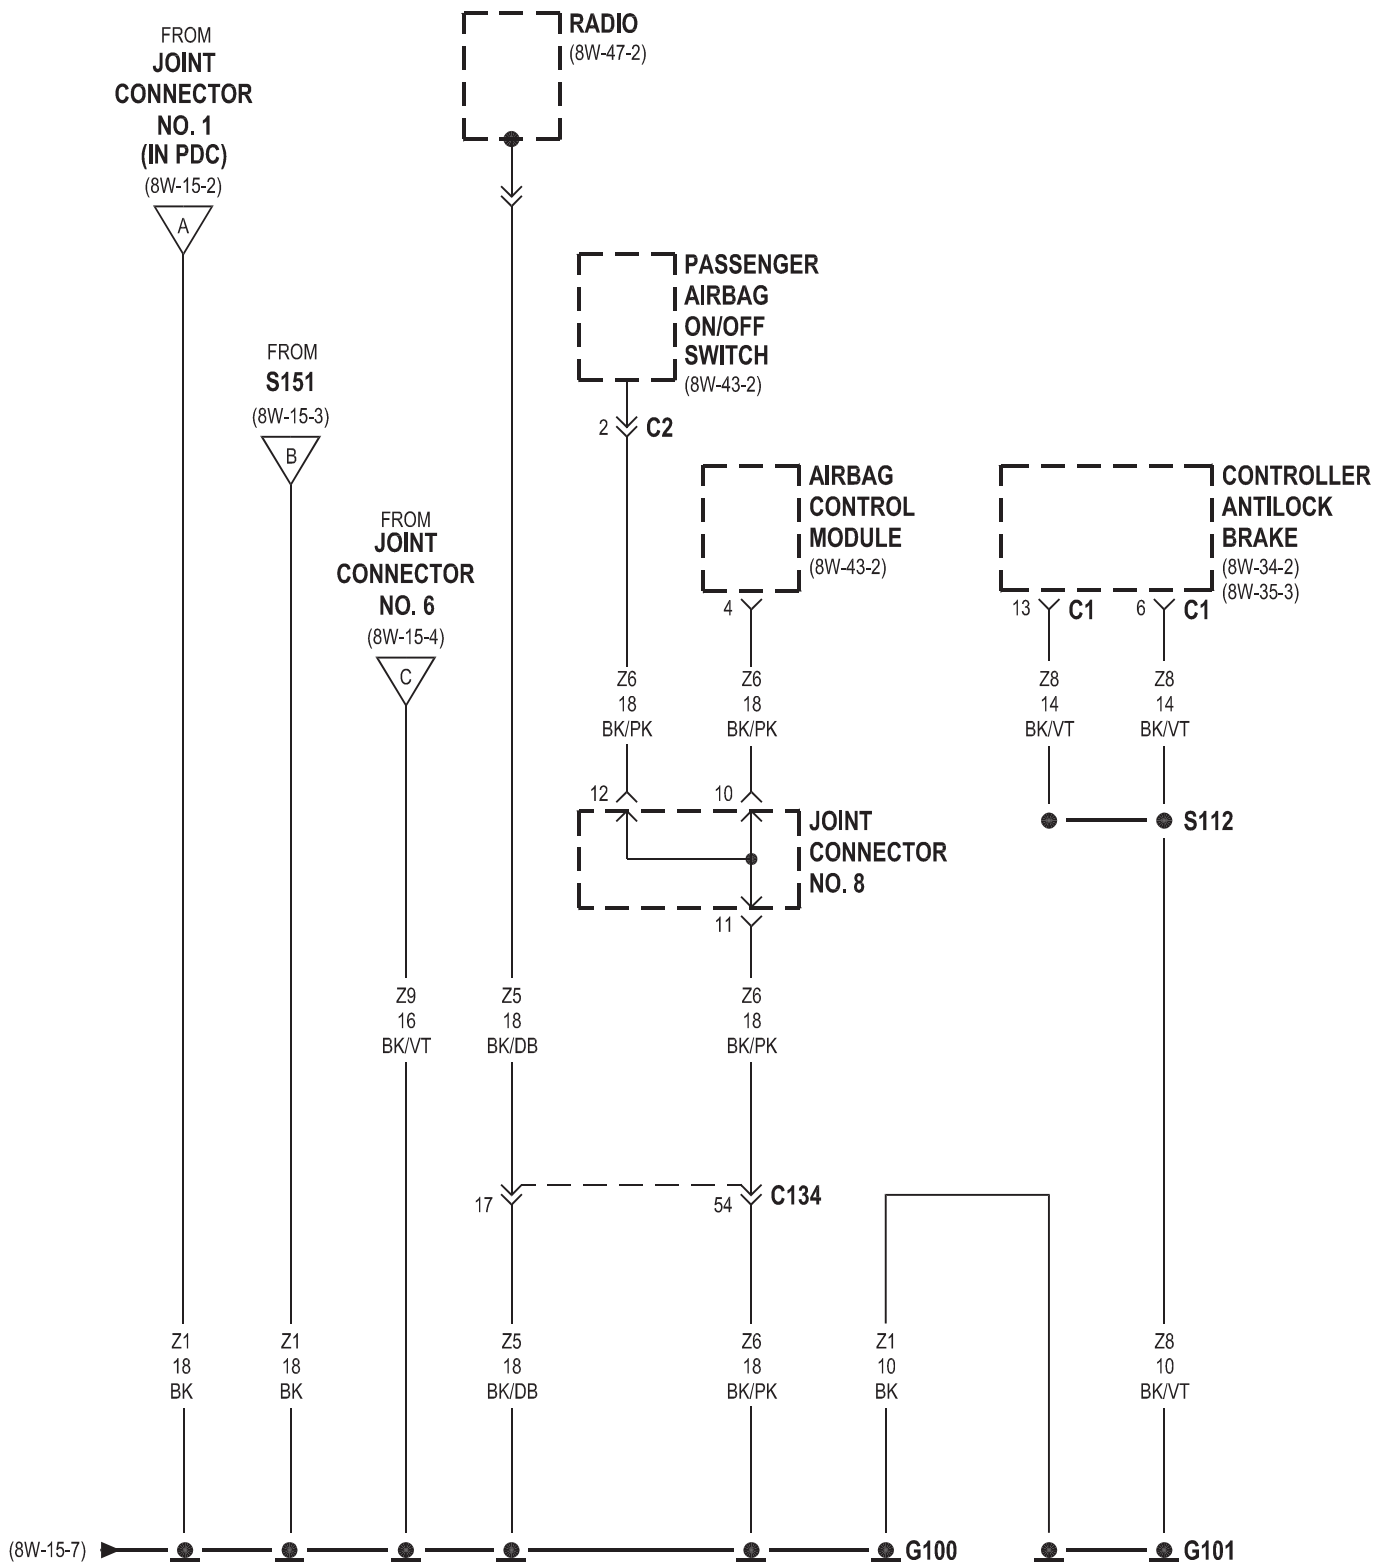 FROM
JOINT
CONNECTOR
NO. 1
(IN PDC)
(8W-15-2)
A
RADIO
(8W-47-2)
PASSENGER
AIRBAG
ON/OFF
SWITCH
(8W-43-2)
2
C2
FROM
S151
(8W-15-3)
B
FROM
JOINT
CONNECTOR
NO. 6
(8W-15-4)
C
AIRBAG
CONTROL
MODULE
(8W-43-2)
4
CONTROLLER
ANTILOCK
BRAKE
(8W-34-2)
(8W-35-3)
13
C1
6
C1
Z6
18
BK/PK
Z6
18
BK/PK
Z8
14
BK/VT
Z8
14
BK/VT
12
10
JOINT
CONNECTOR
NO. 8
11
S112
Z9
16
BK/VT
Z5
18
BK/DB
Z6
18
BK/PK
17
54
C134
Z1
18
BK
Z1
18
BK
Z5
18
BK/DB
Z6
18
BK/PK
Z1
10
BK
Z8
10
BK/VT
(8W-15-7)
G100
G101